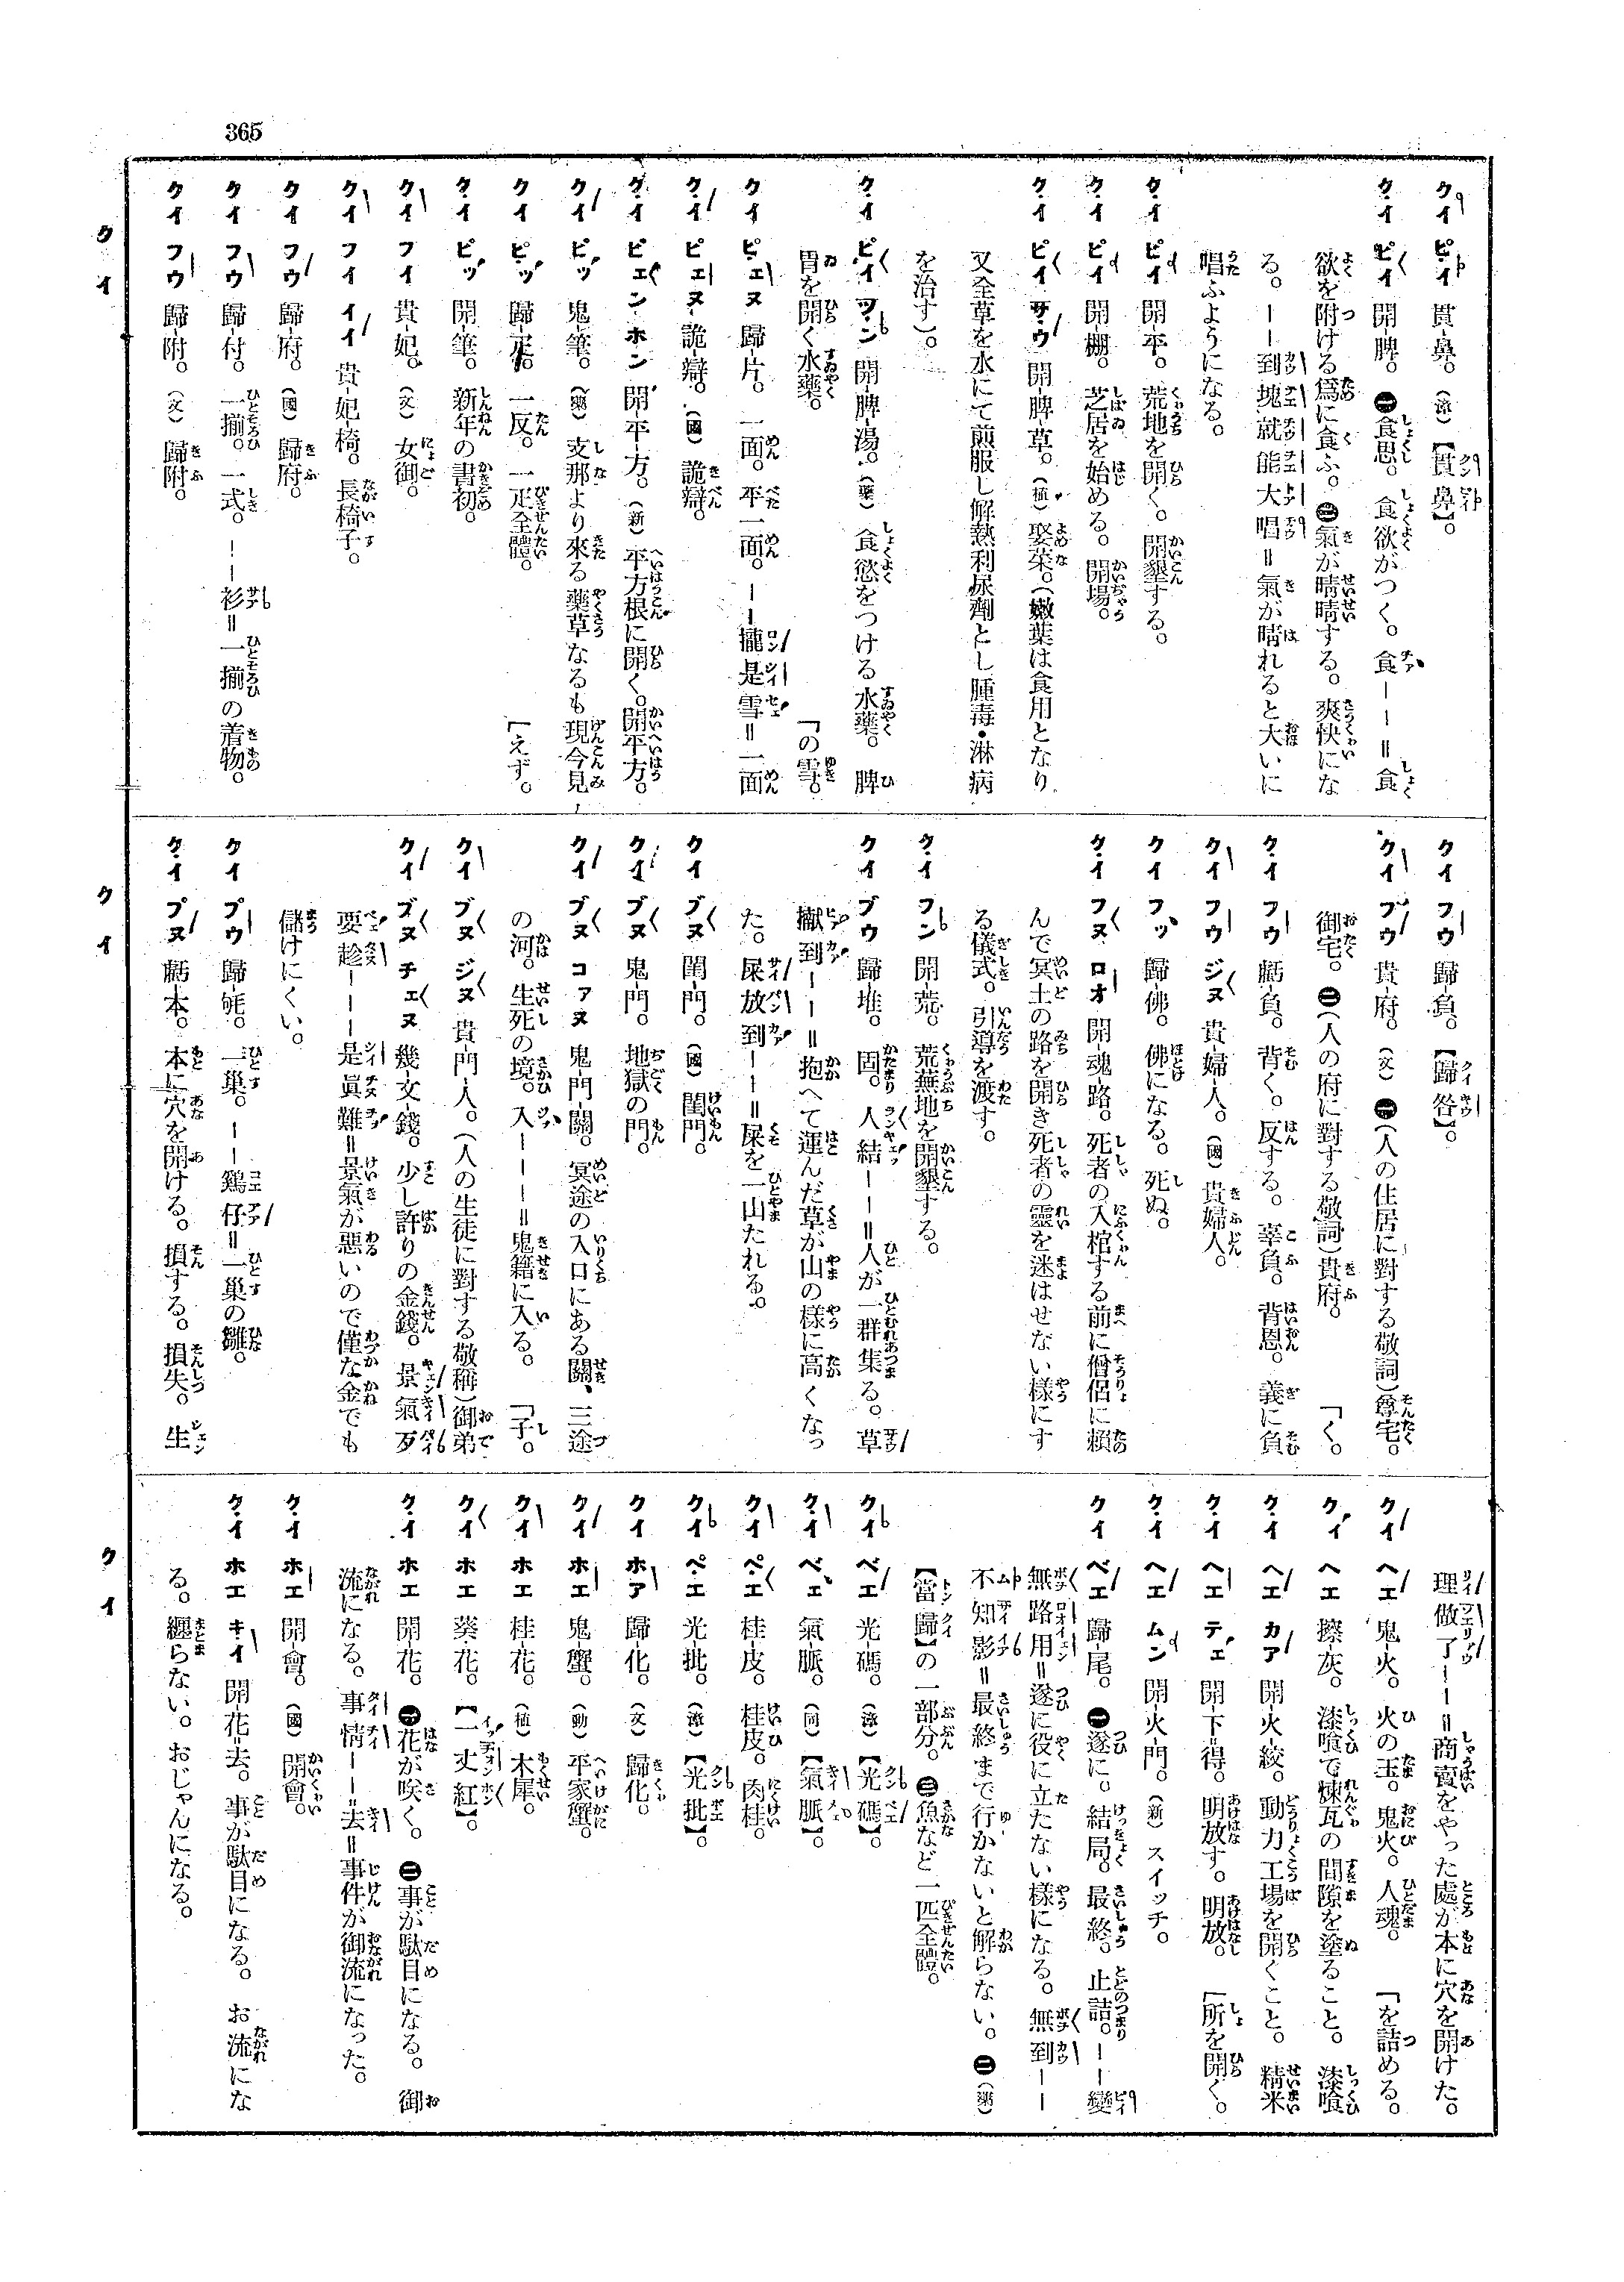 365
クイ ピイ 貫-鼻。(漳)【貫鼻】。
クイ ピイ 開-脾。㊀食思。食欲がつく。食ーー＝食
欲を附ける爲に食ふ。㊁氣が晴晴する。爽快にな
る。ーー到塊就能大唱＝氣が晴れると大いに
唱ふようになる。
クイ ピイ 開-平。荒地を開く。開墾する。
クイ ピイ 開-棚。芝居を始める。開場。
クイ ピイ サウ 開-脾-草。(植)娶菜。(嫩葉は食用となり
又全草を水にて煎服し解熱利尿劑とし腫毒・淋病
を治す)。
クイ ピイ ツン 開-脾-湯。(藥)食慾をつける水藥。脾
胃を開く水藥。「の雪。
クイ ピェヌ 歸-片。一面。平一面。ーー攏是雪＝一面
クイ ピェヌ 詭-辯。(國)詭辯。
クイ ピェン ホン 開-平-方。(新)平方根に開く。開平方。
クイ ピッ 鬼-筆。(藥)支那より來る藥草なるも現今見
クイ ピッ 歸-疋。一反。一疋全體。［えず。
クイ ピッ 開-筆。新年の書初。
クイ フイ 貴-妃。(文)女御。
クイ フイ イイ 貴-妃-椅。長椅子。
クイ フウ 歸-府。(國)歸府。
クイ フウ 歸-付。一揃。一式。ーー衫＝一揃の着物。
クイ フウ 歸-附。(文)歸附。
クイ
クイ フウ 歸-負。【歸咎】。
クイ フウ 貴-府。(文)㊀(人の住居に對する敬詞)尊宅。
御宅。㊁(人の府に對する敬詞)貴府。「く。
クイ フウ 虧-負。背く。反する。辜負。背恩。義に負
クイ フウ ジヌ 貴-婦-人。(國)貴婦人。
クイ フッ 歸-佛。佛になる。死ぬ。
クイ フヌ ロオ 開-魂-路。死者の入棺する前に僧侶に賴
んで冥土の路を開き死者の靈を迷はせない樣にす
る儀式。引導を渡す。
クイ フン 開-荒。荒蕪地を開墾する。
クイ ブウ 歸-堆。固。人結ーー＝人が一群集る。草
擜到ーー＝抱へて運んだ草が山の樣に高くなっ
た。屎放到ーー＝屎を一山たれる。
クイ ブヌ 閨-門。(國)閨門。
クイ ブヌ 鬼-門。地獄の門。
クイ ブヌ コァヌ 鬼-門-關。冥途の入口にある關、三途
の河。生死の境。入ーーー＝鬼籍に入る。「子。
クイ ブヌ ジヌ 貴-門-人。(人の生徒に對する敬稱)御弟
クイ ブヌ チェヌ 幾-文-錢。少し許りの金錢。景氣歹
要趁ーーー是眞難＝景氣が惡いので僅な金でも
儲けにくい。
クイ プウ 歸-㧊。一巢。ーー鷄仔＝一巢の雛。
クイ プヌ 虧-本。本に穴を開ける。損する。損失。生
クイ
理做了ーー＝商賣をやった處が本に穴を開けた。
クイ ヘエ 鬼-火。火の玉。鬼火。人魂。「を詰める。
クイ ヘエ 擦-灰。漆喰で煉瓦の間隙を塗ること。漆喰
クイ ヘエ カア 開-火-絞。動力工場を開くこと。精米
クイ ヘエ テェ 開-下=得。明放す。明放。［所を開く。
クイ ヘエ ムン 開-火-門。(新)スイッチ。
クイ ベエ 歸-尾。㊀遂に。結局。最終。止詰。ーー變
無路用＝遂に役に立たない樣になる。無到ーー
不知影＝最終まで行かないと解らない。㊁(藥)
【當歸】の一部分。㊂魚など一匹全體。
クイ ベエ 光-碼。(漳)【光碼】。
クイ ベェ 氣-脈。(同)【氣脈】。
クイ ペエ 桂-皮。桂皮。肉桂。
クイ ペエ 光-批。(漳)【光批】。
クイ ホア 歸-化。(文)歸化。
クイ ホエ 鬼-蟹。(動)平家蟹。
クイ ホエ 桂-花。(植)木犀。
クイ ホエ 葵-花。【一丈紅】。
クイ ホエ 開-花。㊀花が咲く。㊁事が駄目になる。御
流になる。事情ーー=去＝事件が御流になった。
クイ ホエ 開-會。(國)開會。
クイ ホエ キイ 開-花=去。事が駄目になる。お流にな
る。纏らない。おじゃんになる。
クイ